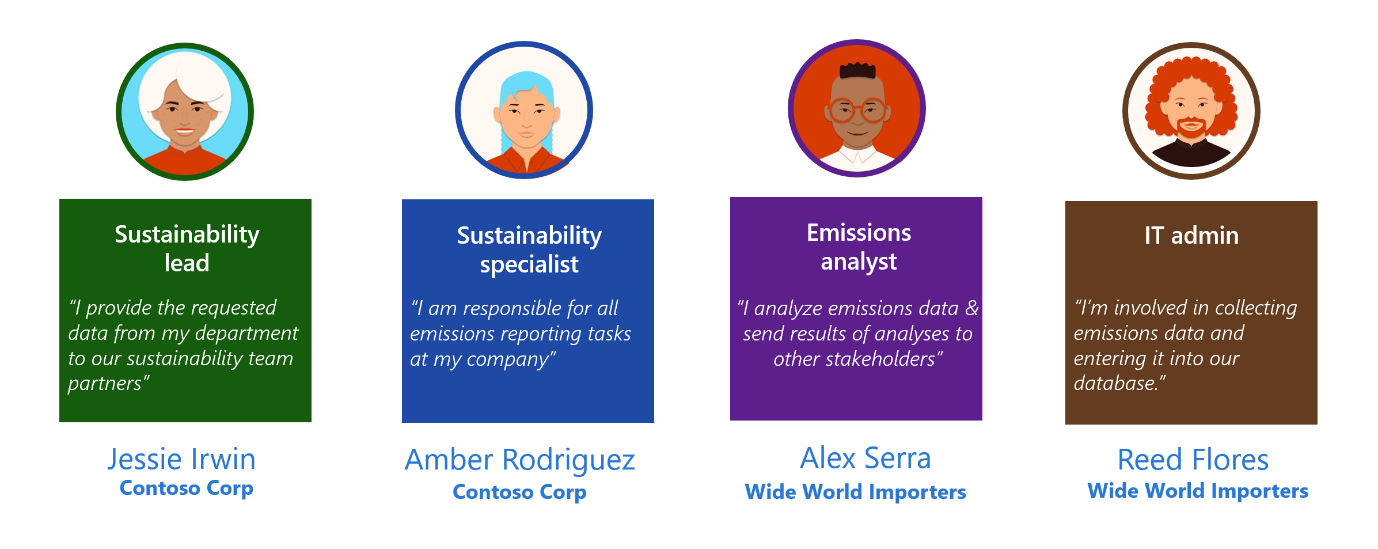 Sustainability
lead
“I provide the requested
data from my department
to our sustainability team
partners”
Jessie Irwin
Contoso Corp
Sustainability
specialist
“I am responsible for all
emissions reporting tasks
at my company”
Amber Rodriguez
Contoso Corp
Emissions
analyst
“I analyze emissions data &
send results of analyses to
other stakeholders”
Alex Serra
Wide World Importers
IT admin
“I'm involved in collecting
emissions data and
entering it into our
database.”
Reed Flores
Wide World Importers